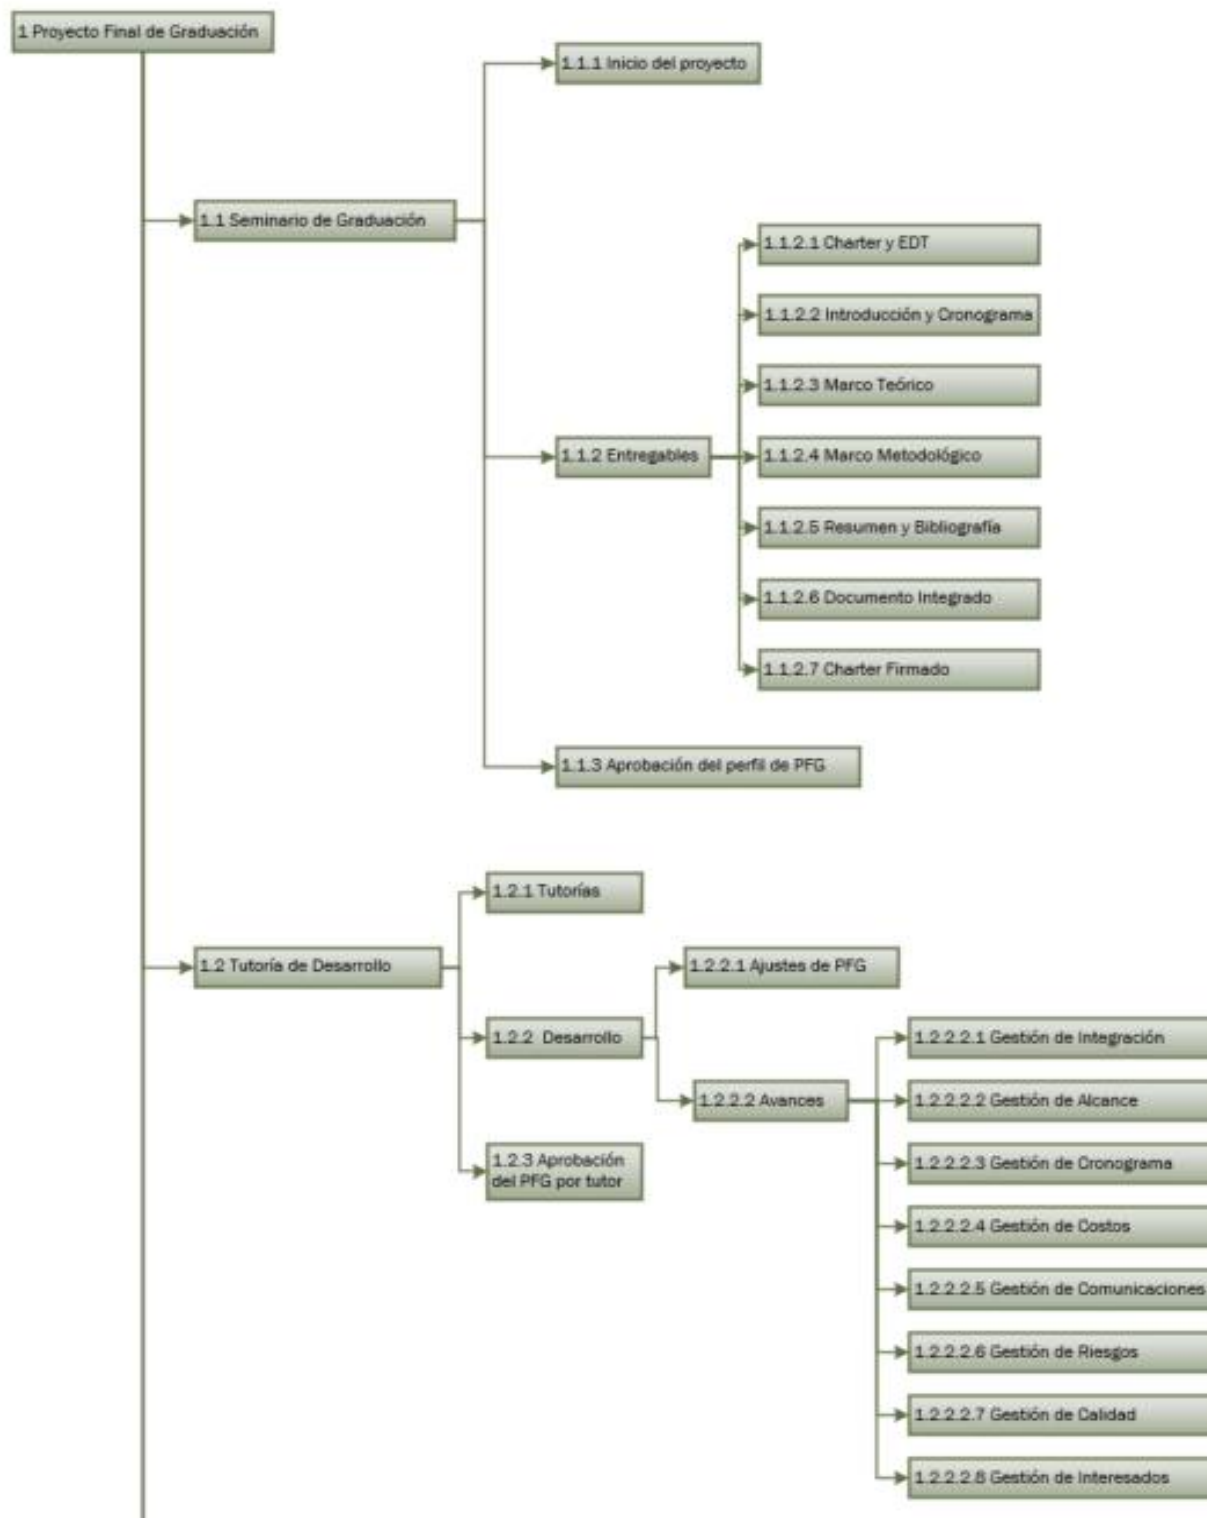 1 Proyecto Final de Graduación
1.1 Seminario de Graduación
1.1.1 Inicio del proyecto
1.1.2 Entregables
1.1.2.1 Charter y EDT
1.1.2.2 Introducción y Cronograma
1.1.2.3 Marco Teórico
1.1.2.4 Marco Metodológico
1.1.2.5 Resumen y Bibliografía
1.1.2.6 Documento Integrado
1.1.2.7 Charter Firmado
1.1.3 Aprobación del perfil de PFG
1.2 Tutoría de Desarrollo
1.2.1 Tutorías
1.2.2 Desarrollo
1.2.2.1 Ajustes de PFG
1.2.2.2 Avances
1.2.2.2.1 Gestión de Integración
1.2.2.2.2 Gestión de Alcance
1.2.2.2.3 Gestión de Cronograma
1.2.2.2.4 Gestión de Costos
1.2.2.2.5 Gestión de Comunicaciones
1.2.2.2.6 Gestión de Riesgos
1.2.2.2.7 Gestión de Calidad
1.2.2.2.8 Gestión de Interesados
1.2.3 Aprobación
del PFG por tutor